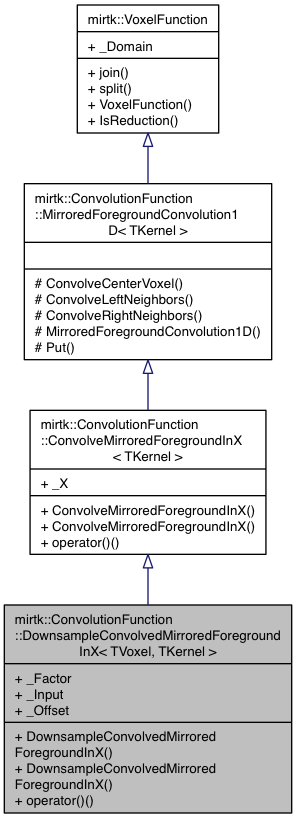 mirtk::VoxelFunction
+ _Domain
+ join()
+ split()
+ VoxelFunction()
+ IsReduction()
mirtk::ConvolutionFunction
::MirroredForegroundConvolution1
D< TKernel >
# ConvolveCenterVoxel()
# ConvolveLeftNeighbors()
# ConvolveRightNeighbors()
# MirroredForegroundConvolution1D()
# Put()
mirtk::ConvolutionFunction
::ConvolveMirroredForegroundInX
< TKernel >
+ _X
+ ConvolveMirroredForegroundInX()
+ ConvolveMirroredForegroundInX()
+ operator()()
mirtk::ConvolutionFunction
::DownsampleConvolvedMirroredForeground
InX< TVoxel, TKernel >
+ _Factor
+ _Input
+ _Offset
+ DownsampleConvolvedMirrored
ForegroundInX()
+ DownsampleConvolvedMirrored
ForegroundInX()
+ operator()()